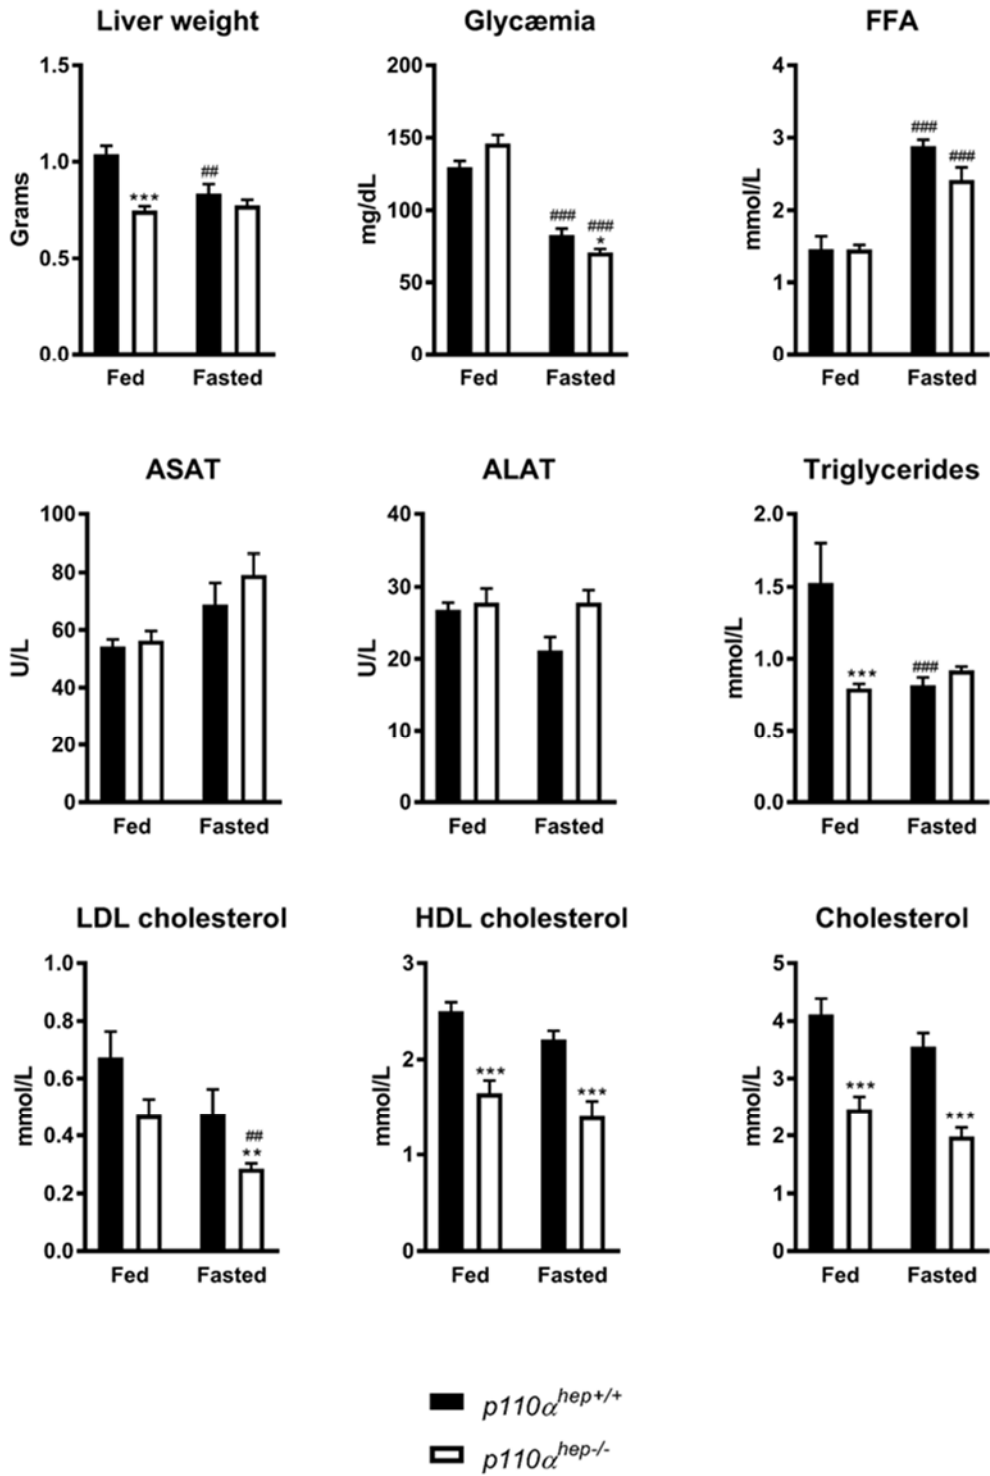 Liver weight
Glycæmia
FFA
1.5
1.0
0.5
0.0
Grams
***
##
Fed
Fasted
200
150
100
50
0
mg/dL
###
###
*
Fed
Fasted
4
3
2
1
0
mmol/L
###
###
Fed
Fasted
ASAT
ALAT
Triglycerides
100
80
60
40
20
0
U/L
Fed
Fasted
40
30
20
10
0
U/L
Fed
Fasted
2.0
1.5
1.0
0.5
0.0
mmol/L
***
###
Fed
Fasted
LDL cholesterol
HDL cholesterol
Cholesterol
1.0
0.8
0.6
0.4
0.2
0.0
mmol/L
##
**
Fed
Fasted
3
2
1
0
mmol/L
***
***
Fed
Fasted
5
4
3
2
1
0
mmol/L
***
***
Fed
Fasted
p110α hep+/+
p110α hep-/-